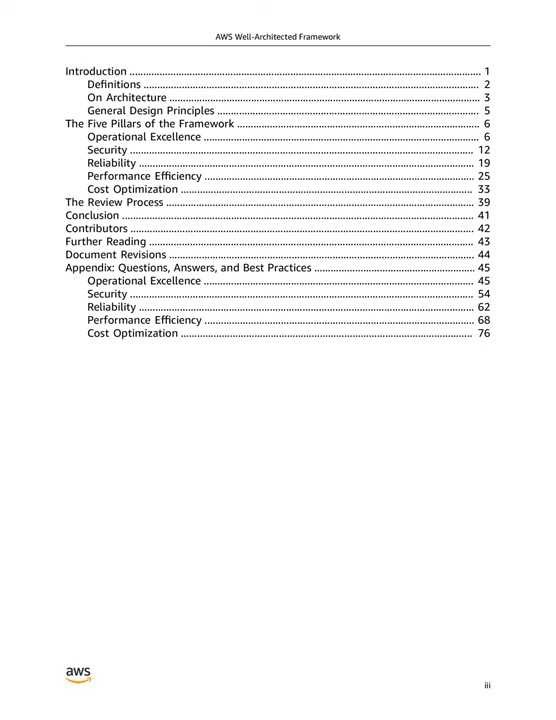 AWS Well-Architected Framework
Introduction ................................................................................................................................. 1
Definitions ......................................................................................................................... 2
On Architecture ................................................................................................................ 3
General Design Principles ................................................................................................ 5
The Five Pillars of the Framework ......................................................................................... 6
Operational Excellence ..................................................................................................... 6
Security ............................................................................................................................. 12
Reliability .......................................................................................................................... 19
Performance Efficiency .................................................................................................... 25
Cost Optimization ............................................................................................................ 33
The Review Process ................................................................................................................. 39
Conclusion ................................................................................................................................ 41
Contributors ............................................................................................................................. 42
Further Reading ....................................................................................................................... 43
Document Revisions ................................................................................................................ 44
Appendix: Questions, Answers, and Best Practices ........................................................... 45
Operational Excellence .................................................................................................... 45
Security ............................................................................................................................. 54
Reliability .......................................................................................................................... 62
Performance Efficiency .................................................................................................... 68
Cost Optimization ............................................................................................................ 76
aws
iii